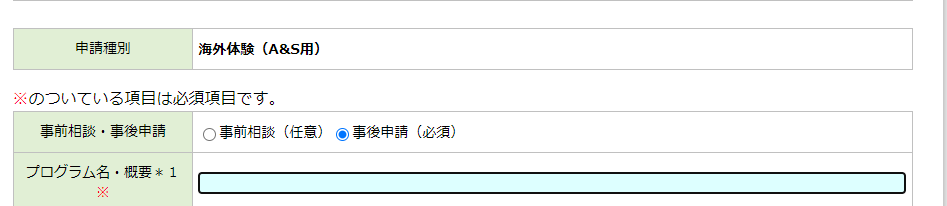 申請種別
海外体験（A&S用）
※のついている項目は必須項目です。
事前相談・事後申請
事前相談（任意） 事後申請（必須）
プログラム名・概要＊１
※